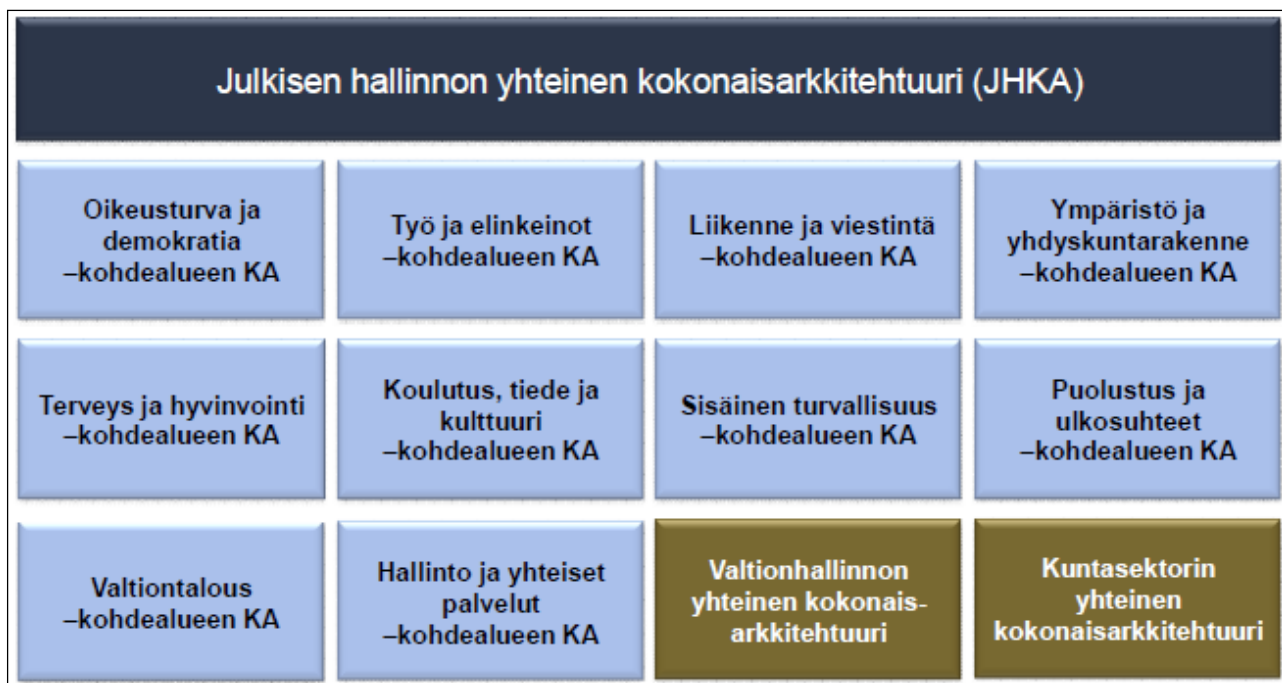 Julkisen hallinnon yhteinen kokonaisarkkitehtuuri (JHKA)
Oikeusturva ja
demokratia
–kohdealueen KA
Työ ja elinkeinot
–kohdealueen KA
Liikenne ja viestintä
–kohdealueen KA
Ympäristö ja
yhdyskuntarakenne
–kohdealueen KA
Terveys ja hyvinvointi
–kohdealueen KA
Koulutus, tiede ja
kulttuuri
–kohdealueen KA
Sisäinen turvallisuus
–kohdealueen KA
Puolustus ja
ulkosuhteet
–kohdealueen KA
Valtiontalous
–kohdealueen KA
Hallinto ja yhteiset
palvelut
–kohdealueen KA
Valtionhallinnon
yhteinen kokonais-
arkkitehtuuri
Kuntasektorin
yhteinen
kokonaisarkkitehtuuri